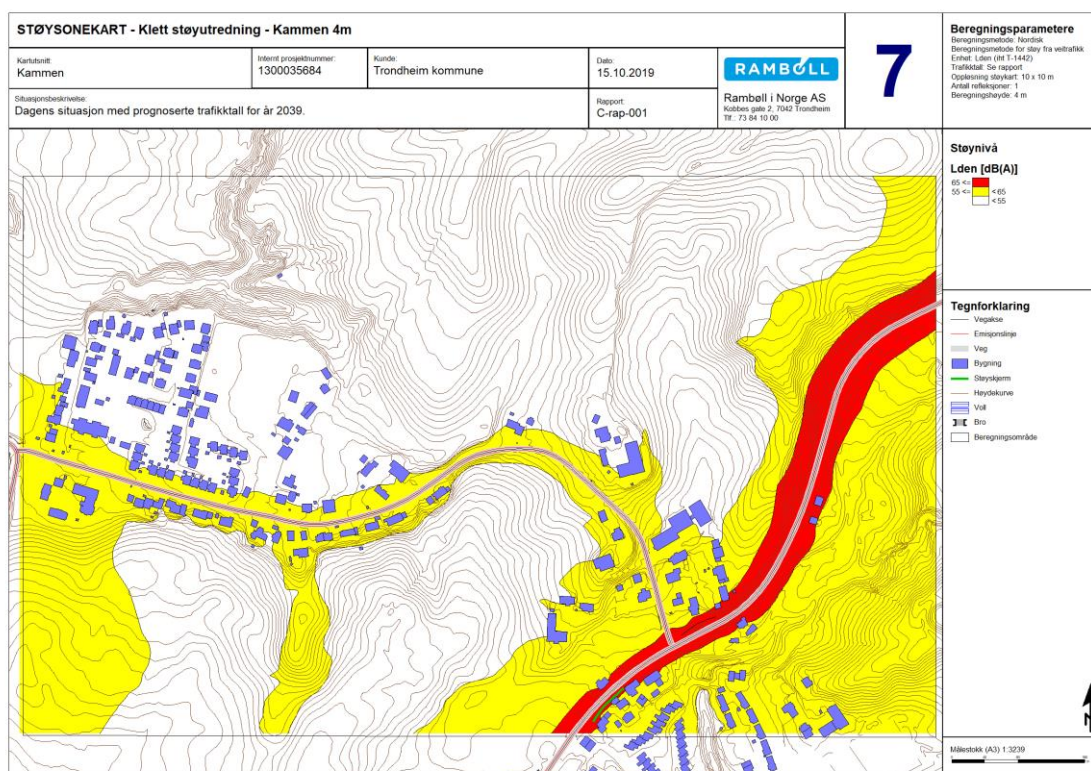 STØYSONEKART - Klett støyutredning - Kammen 4m
Kartutsnitt:
Kammen
Internt prosjektnummer:
1300035684
Kunde:
Trondheim kommune
Dato:
15.10.2019
Situasjonsbeskrivelse:
Dagens situasjon med prognoserte trafikktall for år 2039.
Rapport:
C-rap-001
RAMBOLL
Rambøll i Norge AS
Kobbes gate 2, 7042 Trondheim
Tlf.: 73 84 10 00
7
Beregningsparametere
Beregningsmetode: Nordisk
Beregningsmetode for støy fra veitrafikk
Enhet: Lden (iht T-1442)
Trafikktall: Se rapport
Oppløsning støykart: 10 x 10 m
Antall refleksjoner: 1
Beregningshøyde: 4 m
Støynivå
Lden [dB(A)]
65 <=
55 <= < 65
< 55
Tegnforklaring
Vegakse
Emisjonslinje
Veg
Bygning
Støyskjerm
Høydekurve
Voll
Bro
Beregningsområde
N
Målestokk (A3) 1:3239